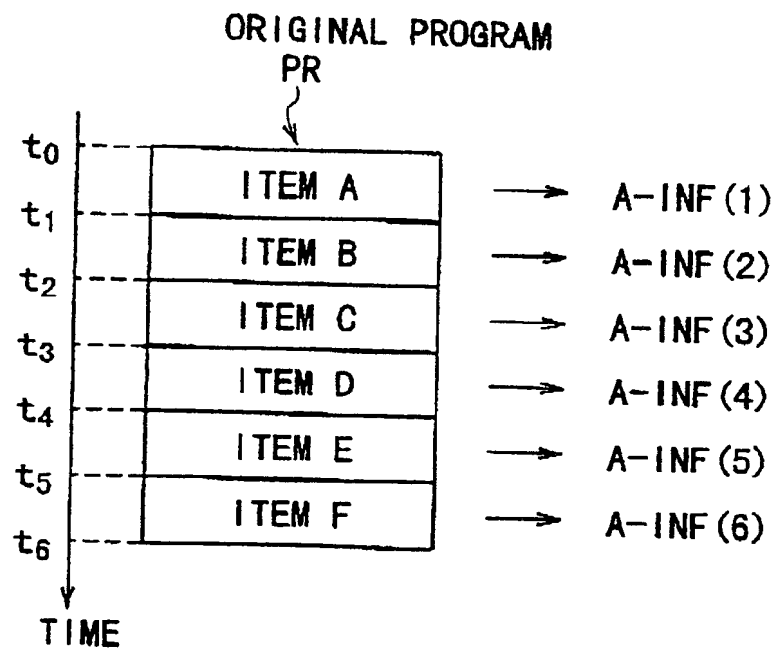 ORIGINAL PROGRAM
PR
t0
ITEM A
A-INF(1)
t1
ITEM B
A-INF(2)
t2
ITEM C
A-INF(3)
t3
ITEM D
A-INF(4)
t4
ITEM E
A-INF(5)
t5
ITEM F
A-INF(6)
t6
TIME